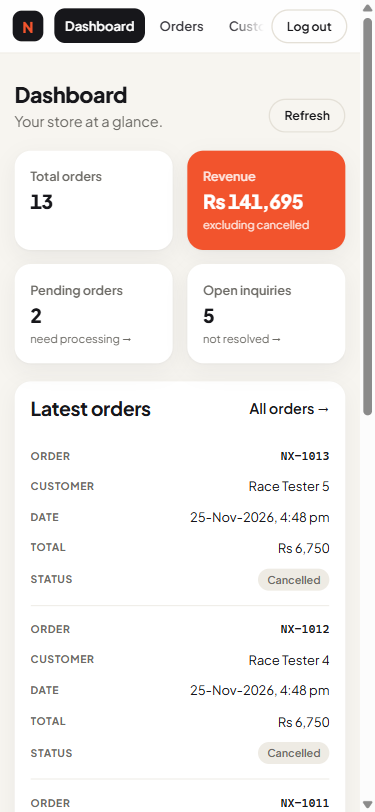 N Dashboard Orders Log out
Dashboard
Your store at a glance.
Refresh
Total orders
13
Revenue
Rs 141,695
excluding cancelled
Pending orders
2
need processing →
Open inquiries
5
not resolved →
Latest orders All orders →
ORDER NX-1013
CUSTOMER Race Tester 5
DATE 25-Nov-2026, 4:48 pm
TOTAL Rs 6,750
STATUS Cancelled
ORDER NX-1012
CUSTOMER Race Tester 4
DATE 25-Nov-2026, 4:48 pm
TOTAL Rs 6,750
STATUS Cancelled
ORDER NX-1011